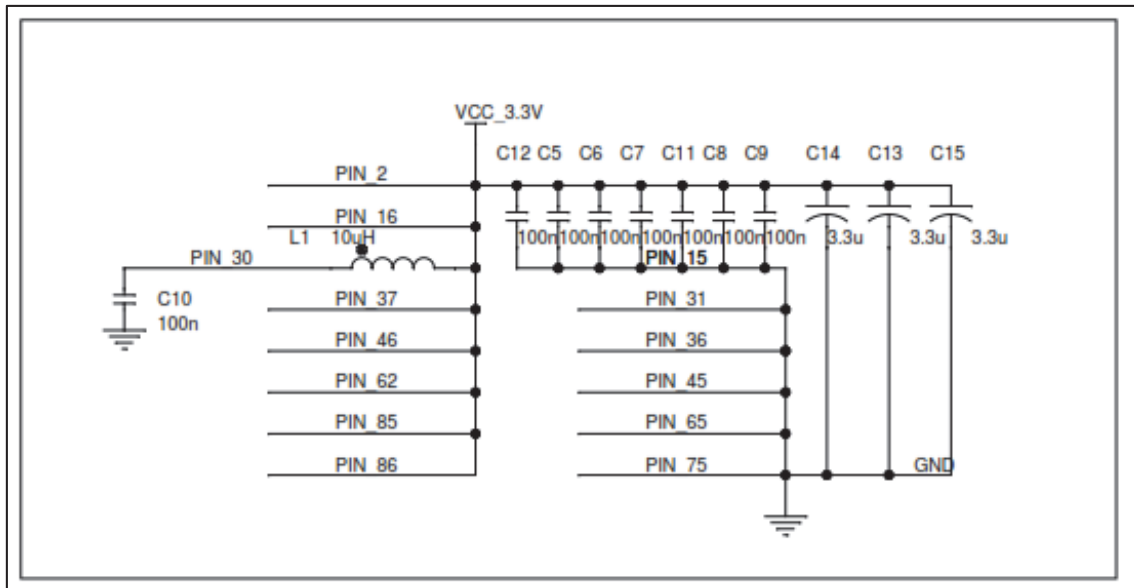 VCC_3.3V
C12 C5 C6 C7 C11 C8 C9 C14 C13 C15
PIN_2
PIN_16
L1 10uH
100n 100n 100n 100n 100n 100n 100n 3.3u 3.3u 3.3u
PIN_30
PIN_15
C10
100n
PIN_37
PIN_31
PIN_46
PIN_36
PIN_62
PIN_45
PIN_85
PIN_65
PIN_86
PIN_75
GND